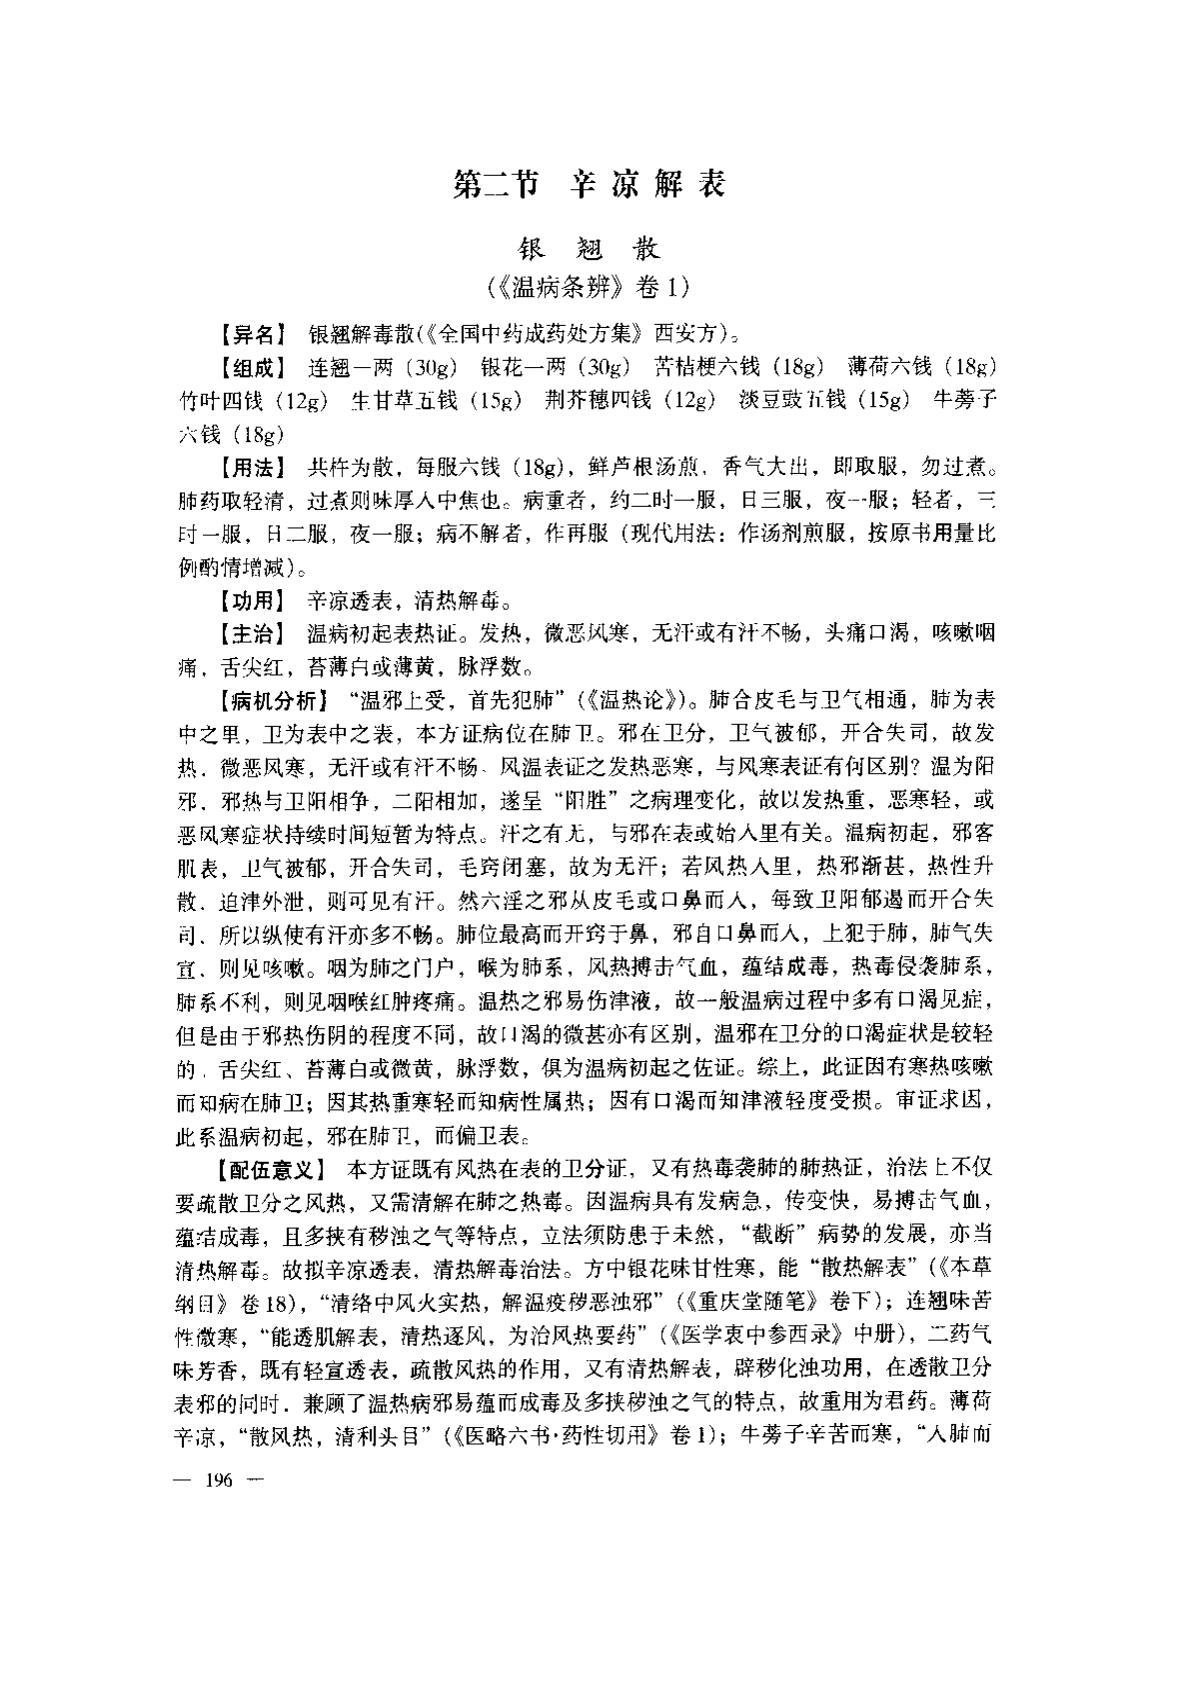 第二节 辛凉解表
银翘散
(《温病条辨》卷1)
【异名】 银翘解毒散(《全国中药成药处方集》西安方)。
【组成】 连翘一两(30g) 银花一两(30g) 苦桔梗六钱(18g) 薄荷六钱(18g)
竹叶四钱(12g) 生甘草五钱(15g) 荆芥穗四钱(12g) 淡豆豉五钱(15g) 牛蒡子
六钱(18g)
【用法】 共杵为散，每服六钱(18g)，鲜芦根汤煎，香气大出，即取服，勿过煮。
肺药取轻清，过煮则味厚入中焦也。病重者，约二时一服，日三服，夜一服；轻者，三
时一服，日二服，夜一服；病不解者，作再服(现代用法：作汤剂煎服，按原书用量比
例酌情增减)。
【功用】 辛凉透表，清热解毒。
【主治】 温病初起表热证。发热，微恶风寒，无汗或有汗不畅，头痛口渴，咳嗽咽
痛，舌尖红，苔薄白或薄黄，脉浮数。
【病机分析】 “温邪上受，首先犯肺”(《温热论》)。肺合皮毛与卫气相通，肺为表
中之里，卫为表中之表，本方证病位在肺卫。邪在卫分，卫气被郁，开合失司，故发
热，微恶风寒，无汗或有汗不畅。风温表证之发热恶寒，与风寒表证有何区别？温为阳
邪，邪热与卫阳相争，二阳相加，遂呈“阳胜”之病理变化，故以发热重，恶寒轻，或
恶风寒症状持续时间短暂为特点。汗之有无，与邪在表或始入里有关。温病初起，邪客
肌表，卫气被郁，开合失司，毛窍闭塞，故为无汗；若风热入里，热邪渐甚，热性升
散，迫津外泄，则可见有汗。然六淫之邪从皮毛或口鼻而入，每致卫阳郁遏而开合失
司，所以纵使有汗亦多不畅。肺位最高而开窍于鼻，邪自口鼻而入，上犯于肺，肺气失
宣，则见咳嗽。咽为肺之门户，喉为肺系，风热搏击气血，蕴结成毒，热毒侵袭肺系，
肺系不利，则见咽喉红肿疼痛。温热之邪易伤津液，故一般温病过程中多有口渴见症，
但是由于邪热伤阴的程度不同，故口渴的微甚亦有区别，温邪在卫分的口渴症状是较轻
的，舌尖红、苔薄白或微黄，脉浮数，俱为温病初起之佐证。综上，此证因有寒热咳嗽
而知病在肺卫；因其热重寒轻而知病性属热；因有口渴而知津液轻度受损。审证求因，
此系温病初起，邪在肺卫，而偏卫表。
【配伍意义】 本方证既有风热在表的卫分证，又有热毒袭肺的肺热证，治法上不仅
要疏散卫分之风热，又需清解在肺之热毒。因温病具有发病急，传变快，易搏击气血，
蕴结成毒，且多挟有秽浊之气等特点，立法须防患于未然，“截断”病势的发展，亦当
清热解毒。故拟辛凉透表，清热解毒治法。方中银花味甘性寒，能“散热解表”(《本草
纲目》卷18)，“清络中风火实热，解温疫秽恶浊邪”(《重庆堂随笔》卷下)；连翘味苦
性微寒，“能透肌解表，清热逐风，为治风热要药”(《医学衷中参西录》中册)，二药气
味芳香，既有轻宣透表，疏散风热的作用，又有清热解表，辟秽化浊功用，在透散卫分
表邪的同时，兼顾了温热病邪易蕴而成毒及多挟秽浊之气的特点，故重用为君药。薄荷
辛凉，“散风热，清利头目”(《医略六书·药性切用》卷1)；牛蒡子辛苦而寒，“入肺而
— 196 —